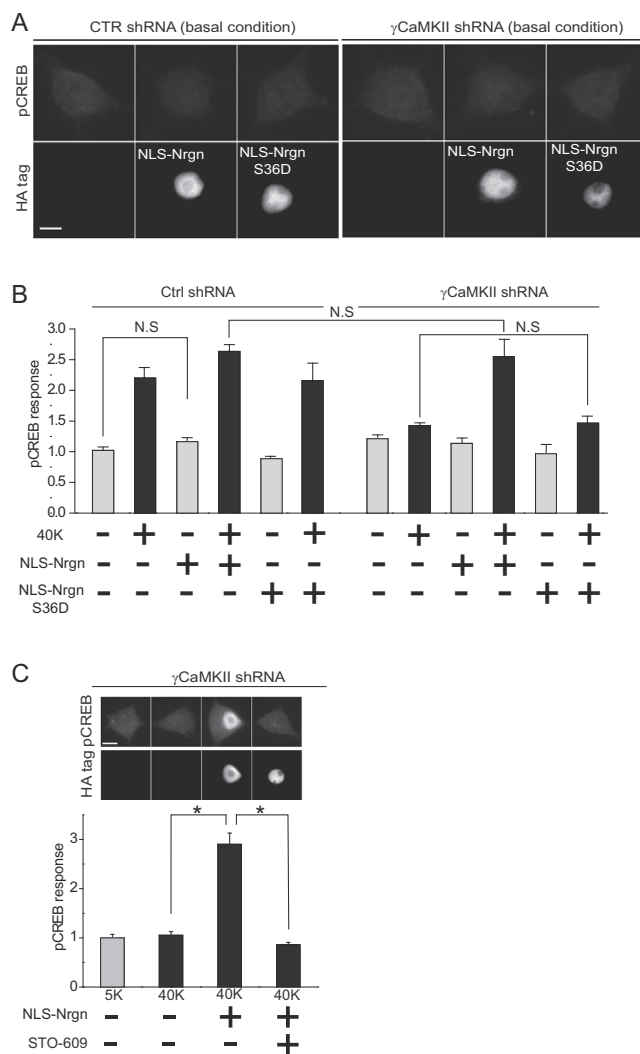 A
CTR shRNA (basal condition)
γCaMKII shRNA (basal condition)
pCREB
HA tag
NLS-Nrgn
NLS-Nrgn
S36D
NLS-Nrgn
NLS-Nrgn
S36D
B
Ctrl shRNA
γCaMKII shRNA
N.S
N.S
N.S
pCREB response
3.0
2.5
2.0
1.5
1.0
0.5
0.0
40K - + - + - + - + - + - +
NLS-Nrgn - - + + - - - - + + - -
NLS-Nrgn - - - - + + - - - - + +
S36D
C
γCaMKII shRNA
HA tag pCREB
* *
pCREB response
3
2
1
0
5K 40K 40K 40K
NLS-Nrgn - - + +
STO-609 - - - +